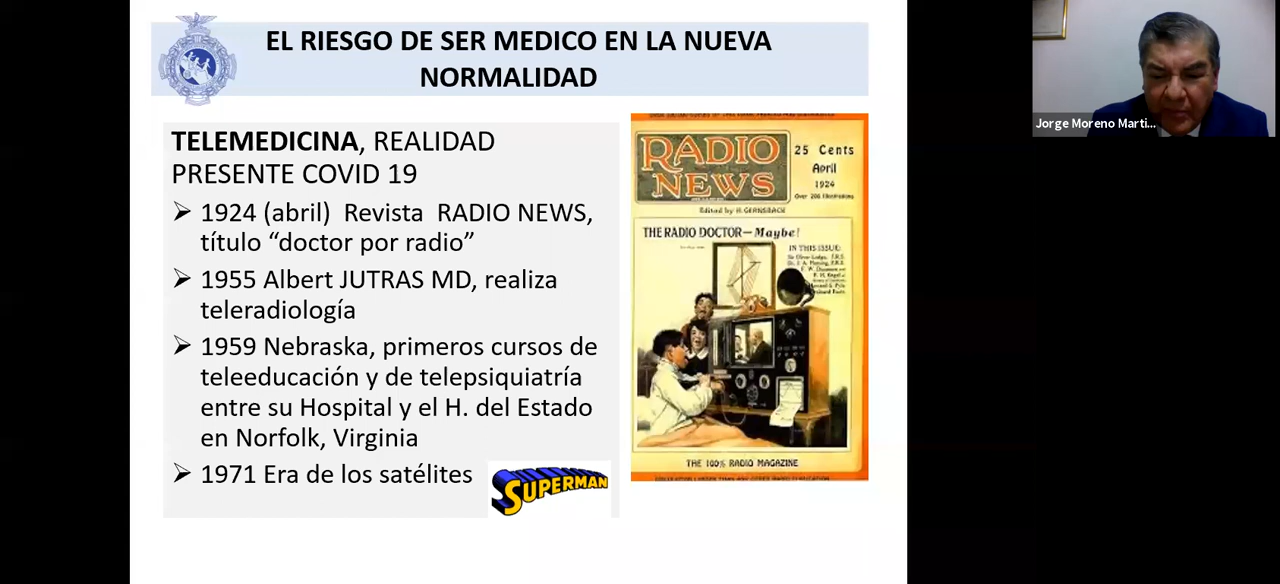 EL RIESGO DE SER MEDICO EN LA NUEVA
NORMALIDAD
TELEMEDICINA, REALIDAD
PRESENTE COVID 19
➢ 1924 (abril) Revista RADIO NEWS,
título “doctor por radio”
➢ 1955 Albert JUTRAS MD, realiza
teleradiología
➢ 1959 Nebraska, primeros cursos de
teleeducación y de telepsiquiatría
entre su Hospital y el H. del Estado
en Norfolk, Virginia
➢ 1971 Era de los satélites
SUPERMAN
RADIO
NEWS
25 Cents
April
1924
Edited by H. GERNSBACK
THE RADIO DOCTOR—Maybe!
IN THIS ISSUE:
THE 100% RADIO MAGAZINE
Jorge Moreno Marti...